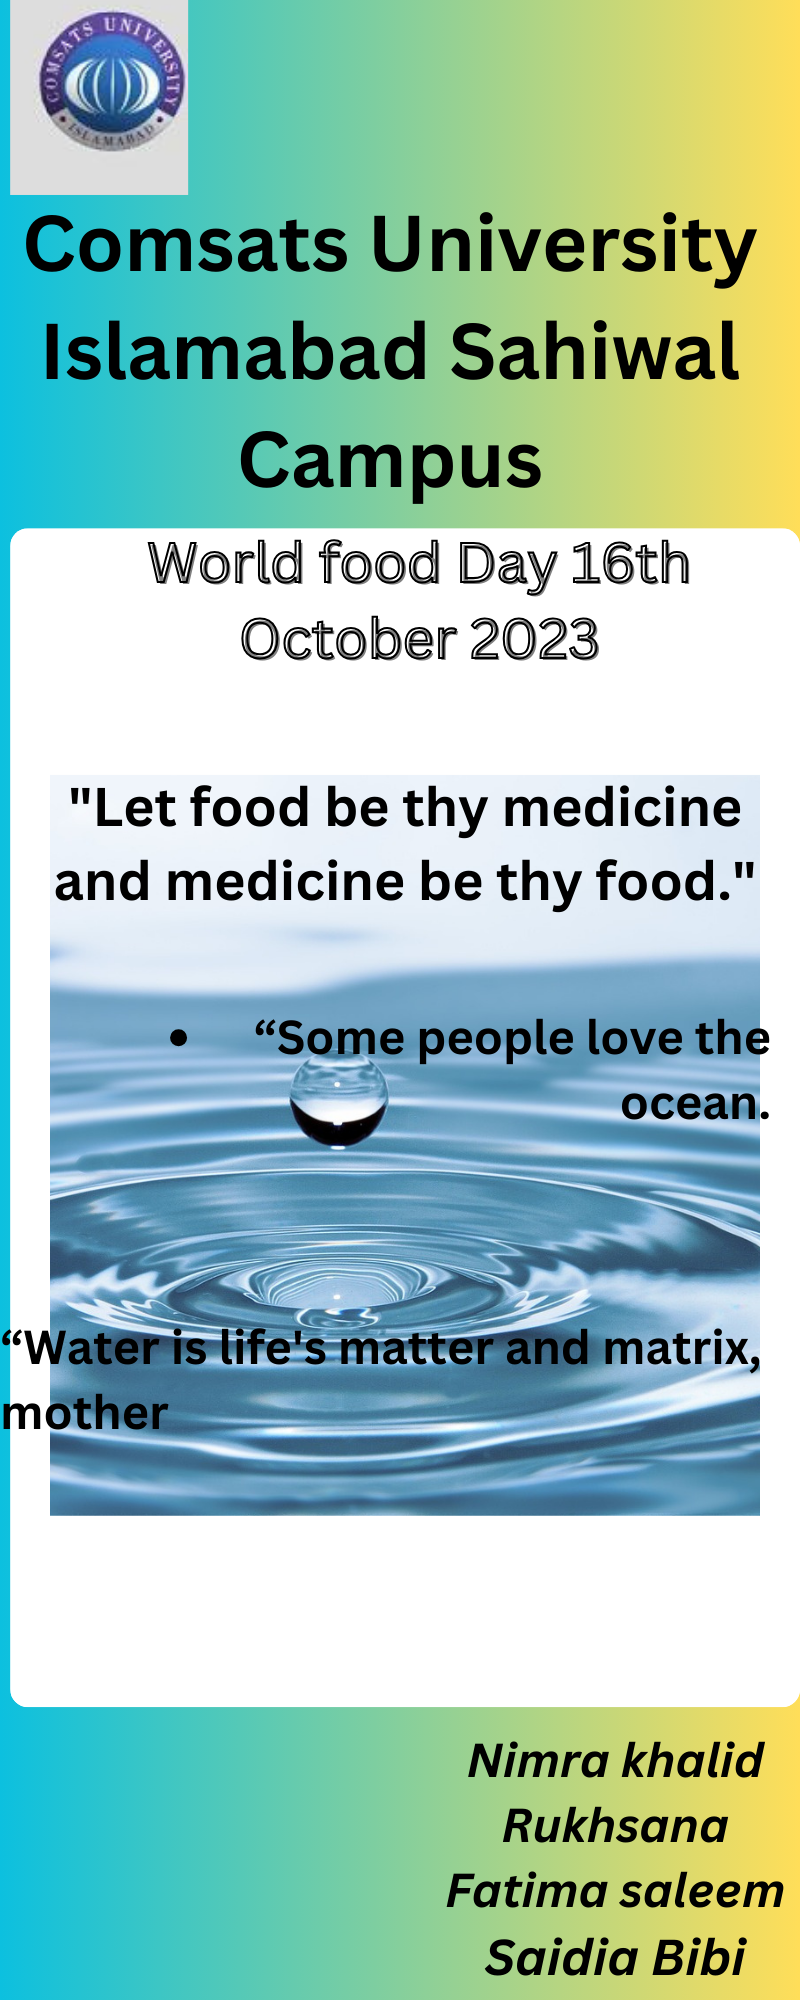 COMSATS UNIVERSITY
ISLAMABAD
Comsats University
Islamabad Sahiwal
Campus
World food Day 16th
October 2023
"Let food be thy medicine
and medicine be thy food."
• “Some people love the
ocean.
“Water is life's matter and matrix,
mother
Nimra khalid
Rukhsana
Fatima saleem
Saidia Bibi